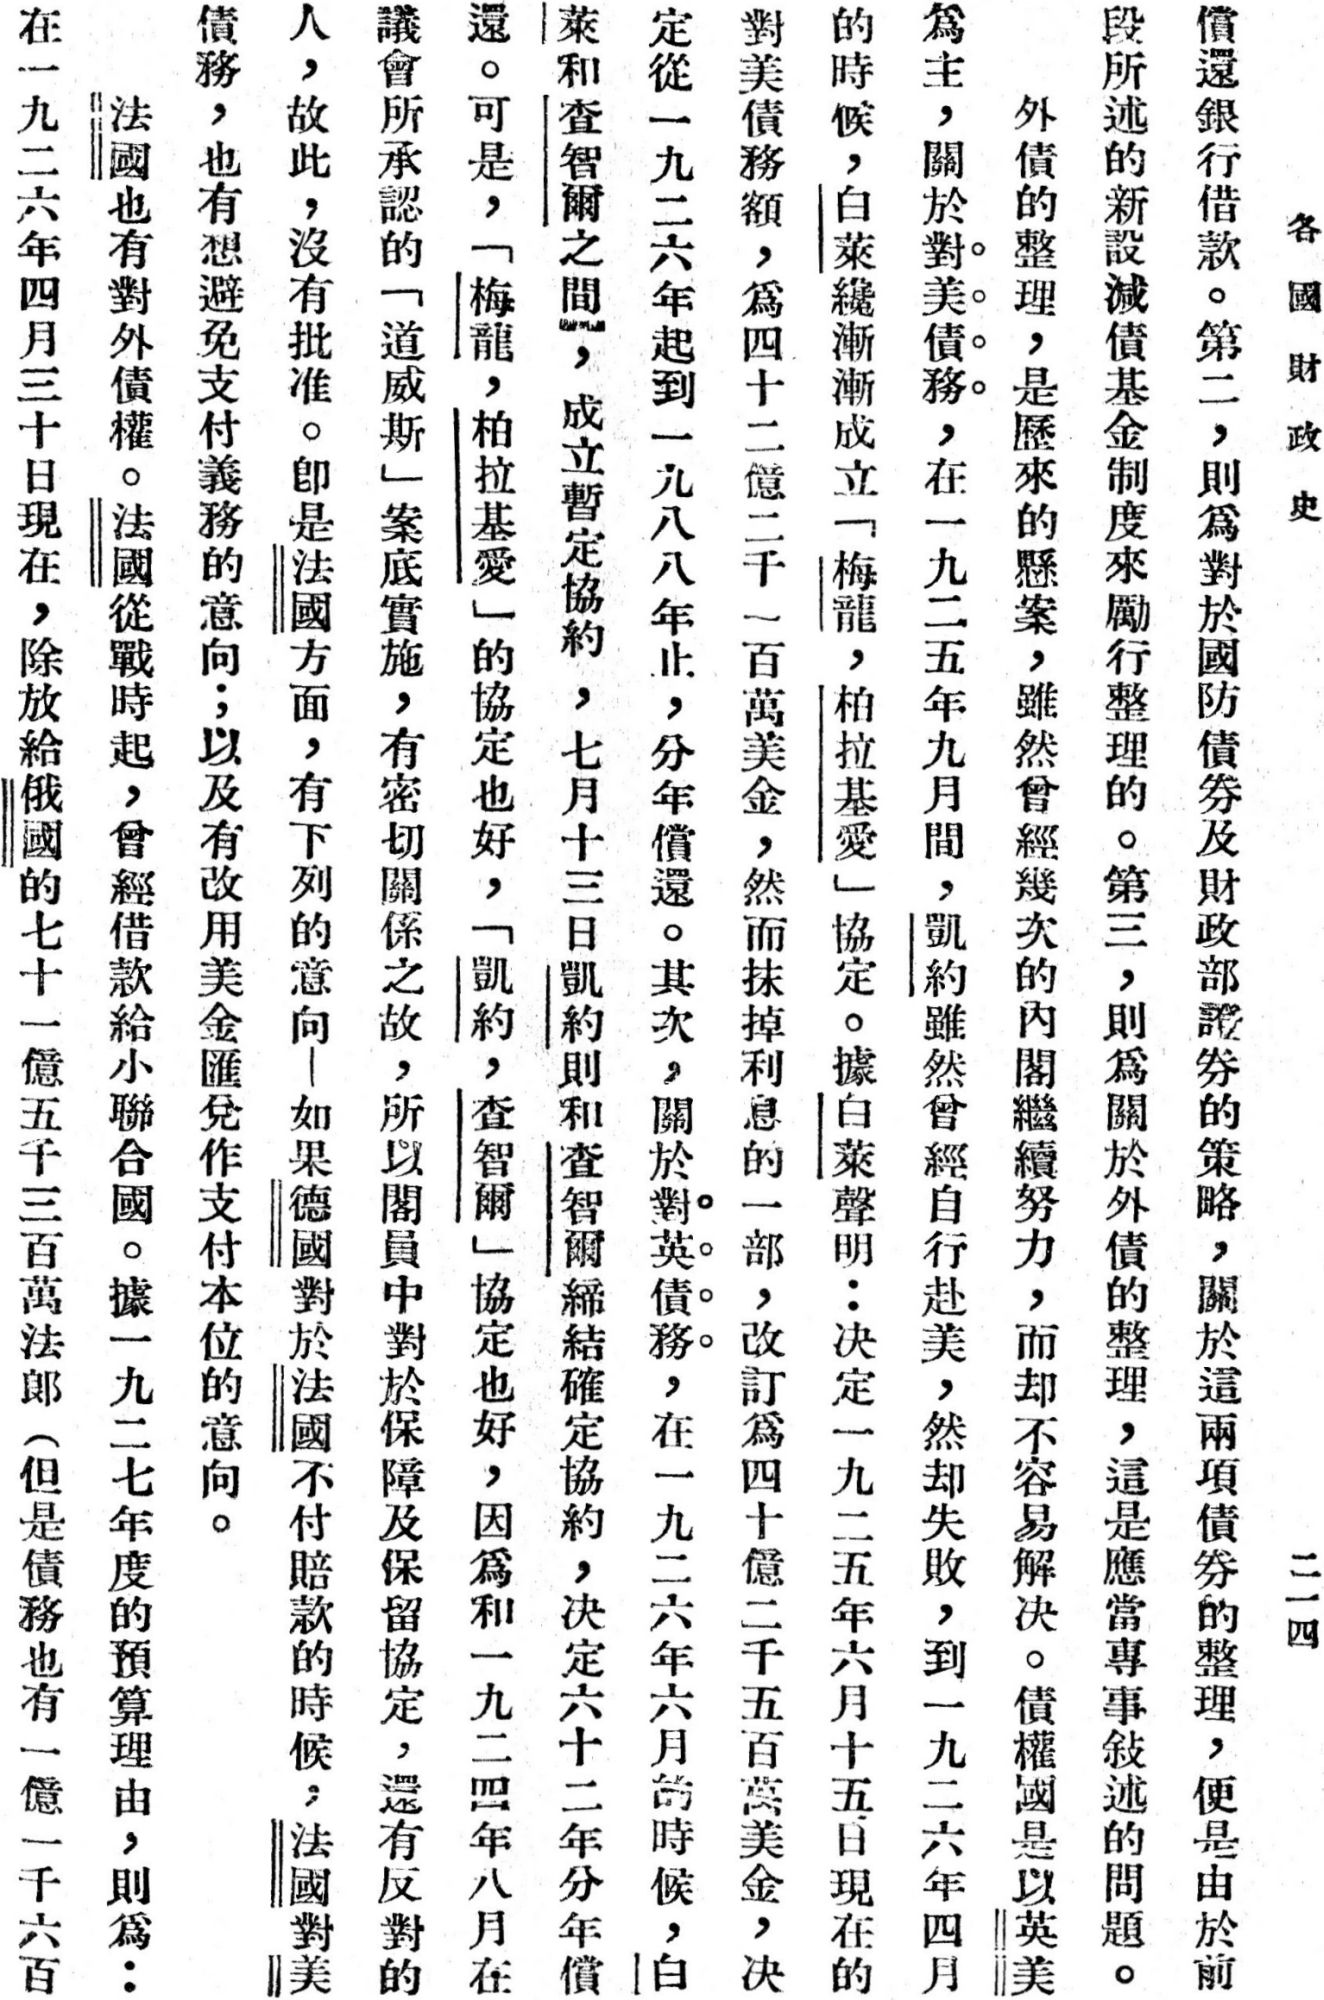 各國財政史
二一四
償還銀行借款。第二，則爲對於國防債券及財政部證券的策略，關於這兩項債券的整理，便是由於前
段所述的新設減債基金制度來勵行整理的。第三，則爲關於外債的整理，這是應當專事敍述的問題。
外債的整理，是歷來的懸案，雖然曾經幾次的內閣繼續努力，而却不容易解決。債權國是以英美
爲主，關於對美債務，在一九二五年九月間，凱約雖然曾經自行赴美，然却失敗，到一九二六年四月
的時候，白萊纔漸漸成立「梅龍，柏拉基愛」協定。據白萊聲明：決定一九二五年六月十五日現在的
對美債務額，爲四十二億二千一百萬美金，然而抹掉利息的一部，改訂爲四十億二千五百萬美金，決
定從一九二六年起到一九八八年止，分年償還。其次，關於對英債務，在一九二六年六月的時候，白
萊和查智爾之間，成立暫定協約，七月十三日凱約則和查智爾締結確定協約，決定六十二年分年償
還。可是，「梅龍，柏拉基愛」的協定也好，「凱約，查智爾」協定也好，因爲和一九二四年八月在
議會所承認的「道威斯」案底實施，有密切關係之故，所以閣員中對於保障及保留協定，還有反對的
人，故此，沒有批准。卽是法國方面，有下列的意向—如果德國對於法國不付賠款的時候，法國對美
債務，也有想避免支付義務的意向；以及有改用美金匯兌作支付本位的意向。
法國也有對外債權。法國從戰時起，曾經借款給小聯合國。據一九二七年度的預算理由，則爲：
在一九二六年四月三十日現在，除放給俄國的七十一億五千三百萬法郎（但是債務也有一億一千六百